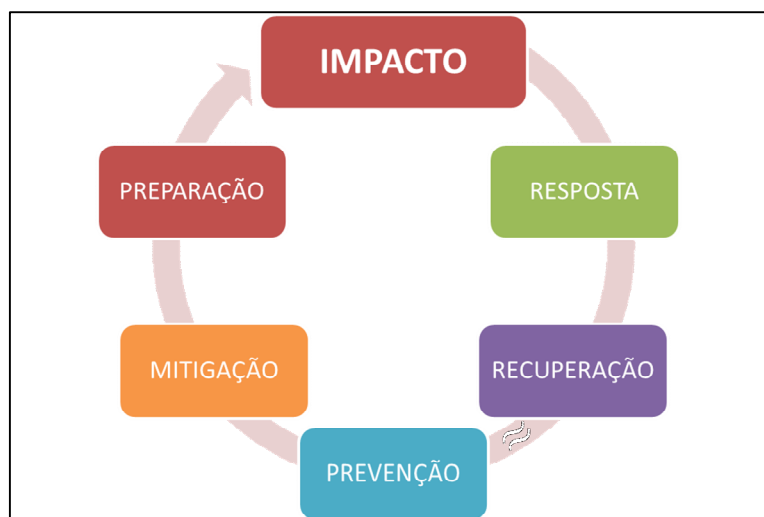 IMPACTO
RESPOSTA
RECUPERAÇÃO
PREVENÇÃO
MITIGAÇÃO
PREPARAÇÃO